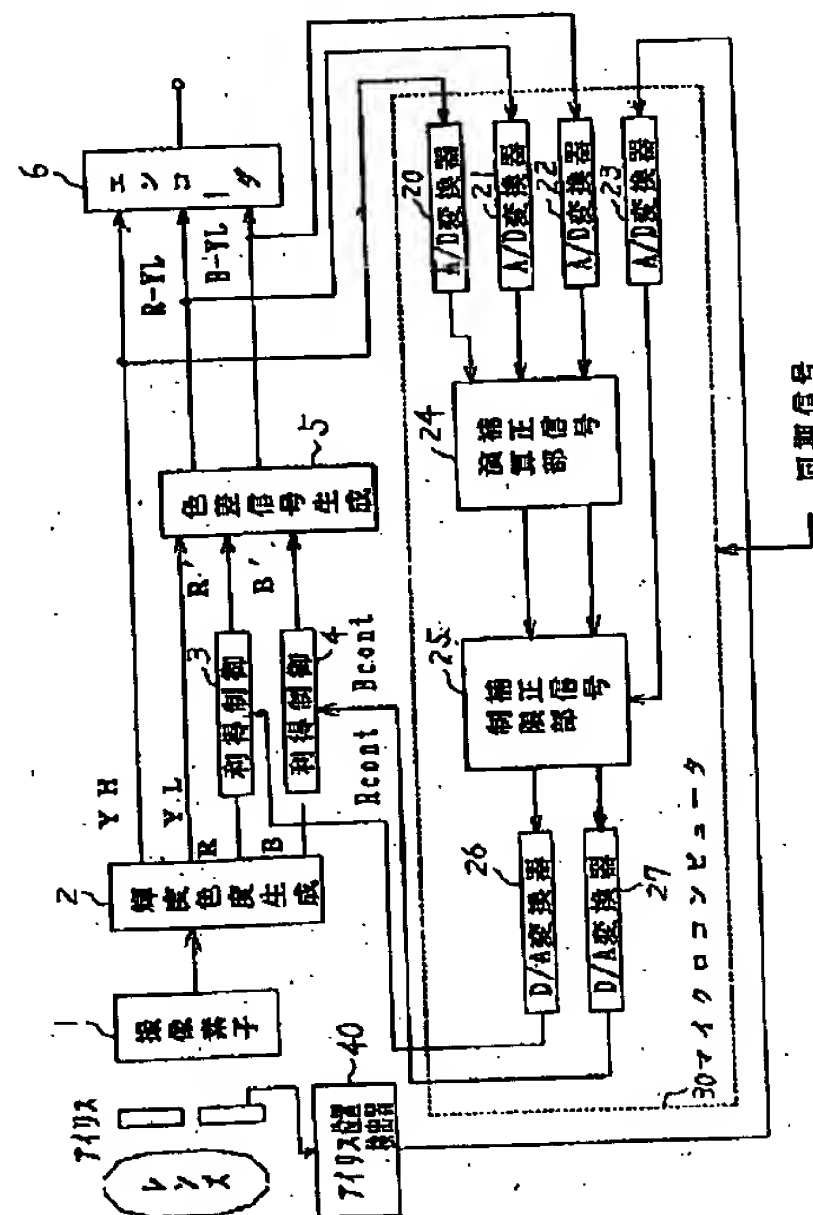 レンズ
アイリス
1
撮像素子
2
輝度色度生成
YH
YL
R
B
3
利得制御
4
利得制御
R'
B'
Rcont
Bcont
5
色差信号生成
R-YL
B-YL
6
エンコーダ
40
アイリス位置
検出器
20
A/D変換器
21
A/D変換器
22
A/D変換器
23
A/D変換器
24
補正信号
演算部
25
補正信号
制限部
26
D/A変換器
27
D/A変換器
30マイクロコンピュータ
同期信号